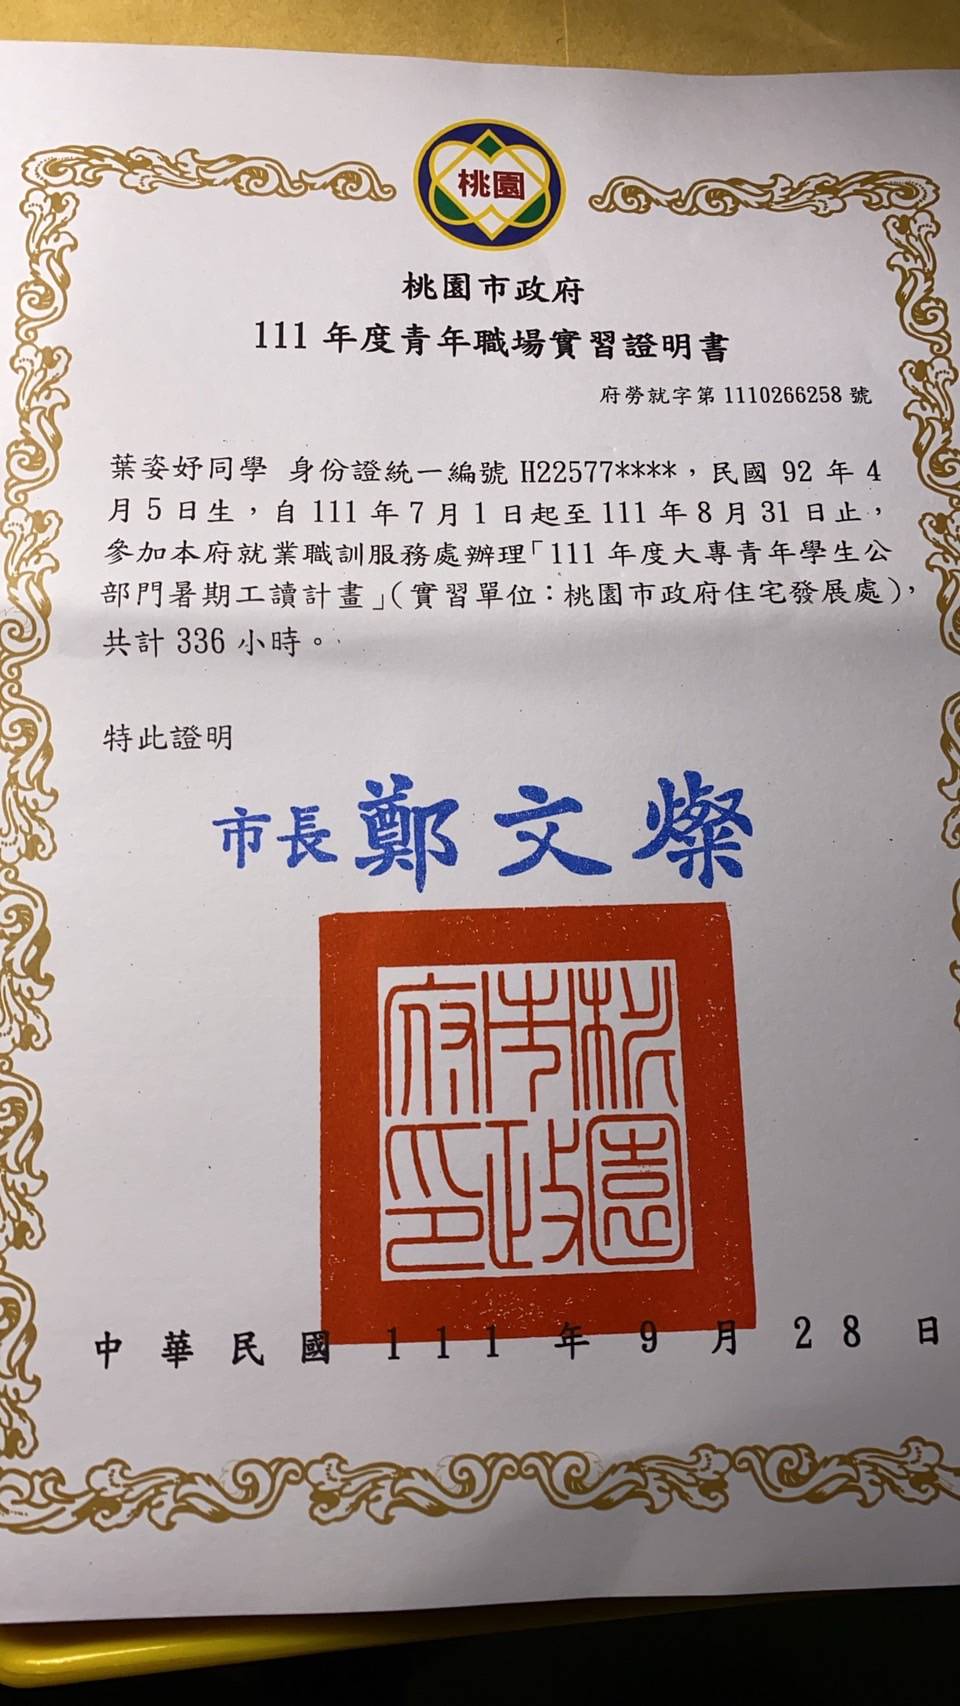 桃園
桃園市政府
111 年度青年職場實習證明書
府勞就字第 1110266258 號
葉姿妤同學 身份證統一編號 H22577****，民國 92 年 4
月 5 日生，自 111 年 7 月 1 日起至 111 年 8 月 31 日止，
參加本府就業職訓服務處辦理「111 年度大專青年學生公
部門暑期工讀計畫」（實習單位：桃園市政府住宅發展處），
共計 336 小時。
特此證明
市長 鄭文燦
桃園市政府印
中華民國 111 年 9 月 28 日